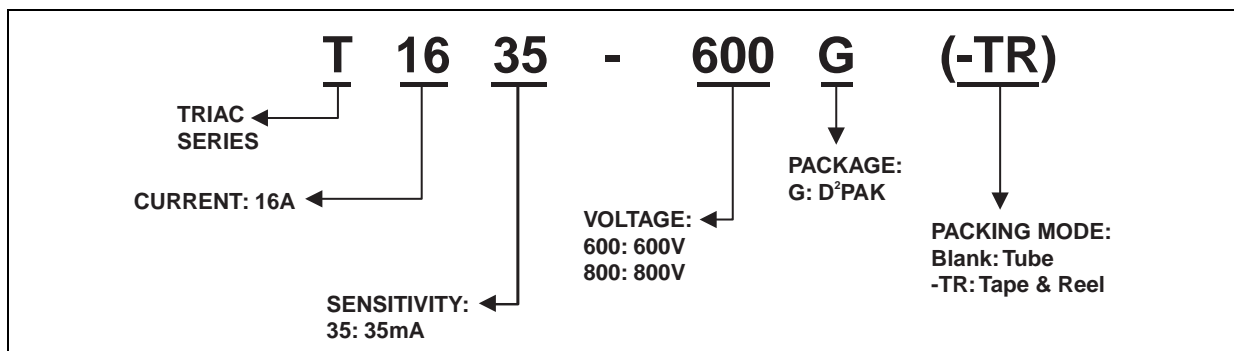 T 16 35 - 600 G (-TR)
TRIAC
SERIES
CURRENT: 16A
SENSITIVITY:
35: 35mA
VOLTAGE:
600: 600V
800: 800V
PACKAGE:
G: D²PAK
PACKING MODE:
Blank: Tube
-TR: Tape & Reel